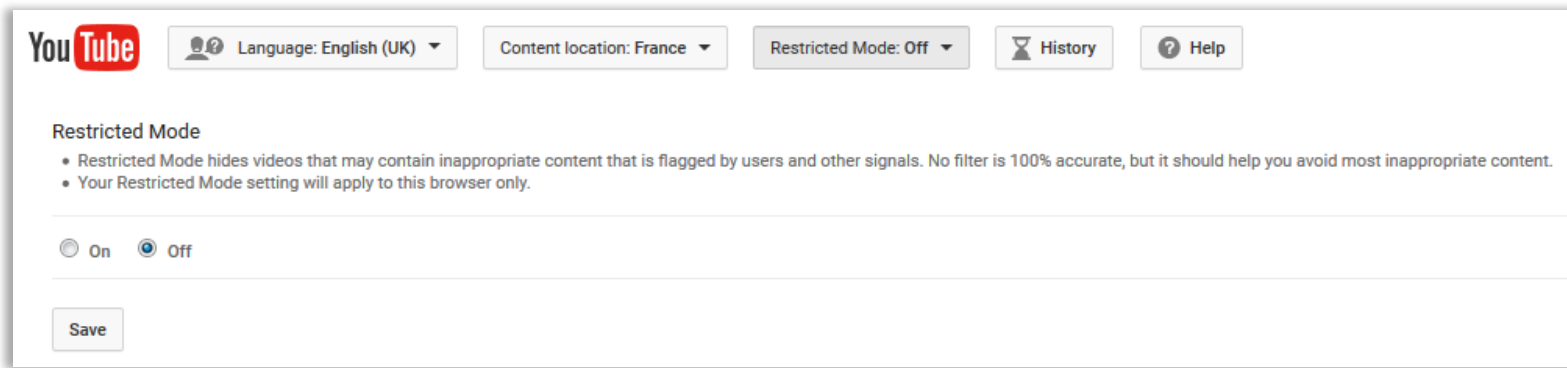 YouTube Language: English (UK) Content location: France Restricted Mode: Off History Help
Restricted Mode
• Restricted Mode hides videos that may contain inappropriate content that is flagged by users and other signals. No filter is 100% accurate, but it should help you avoid most inappropriate content.
• Your Restricted Mode setting will apply to this browser only.
On Off
Save